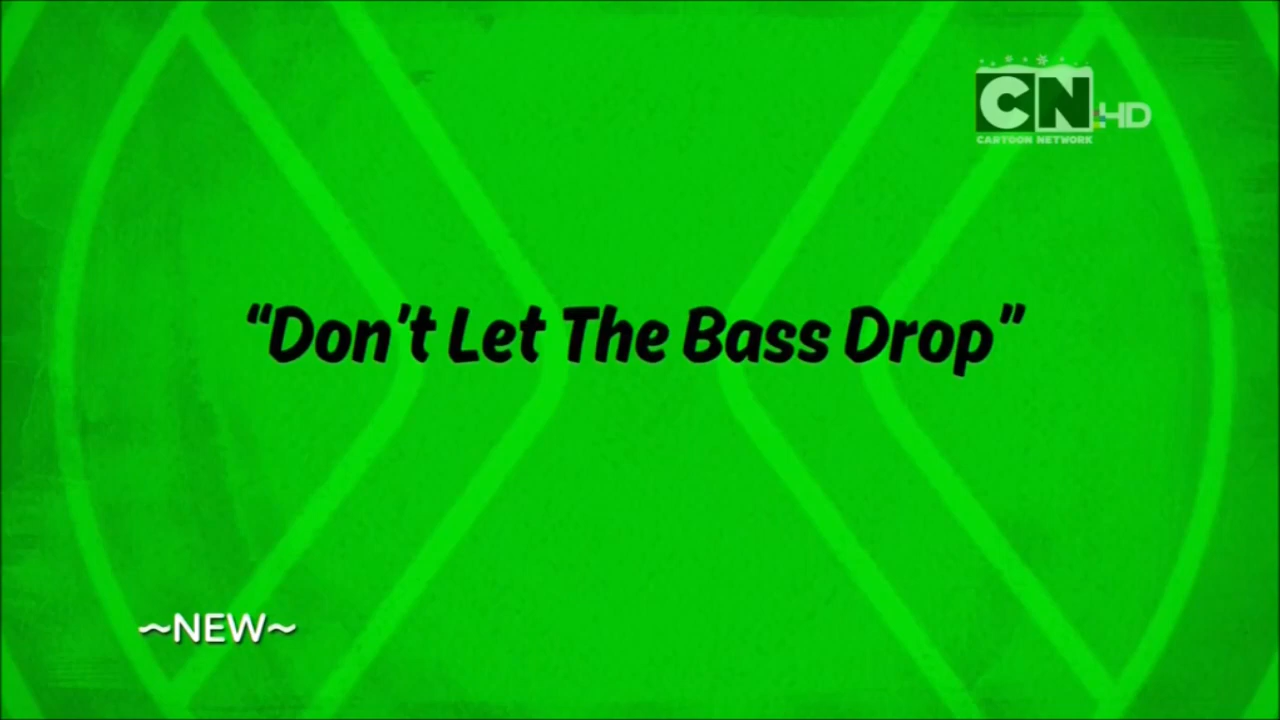 CN HD
CARTOON NETWORK
“Don't Let The Bass Drop”
~NEW~